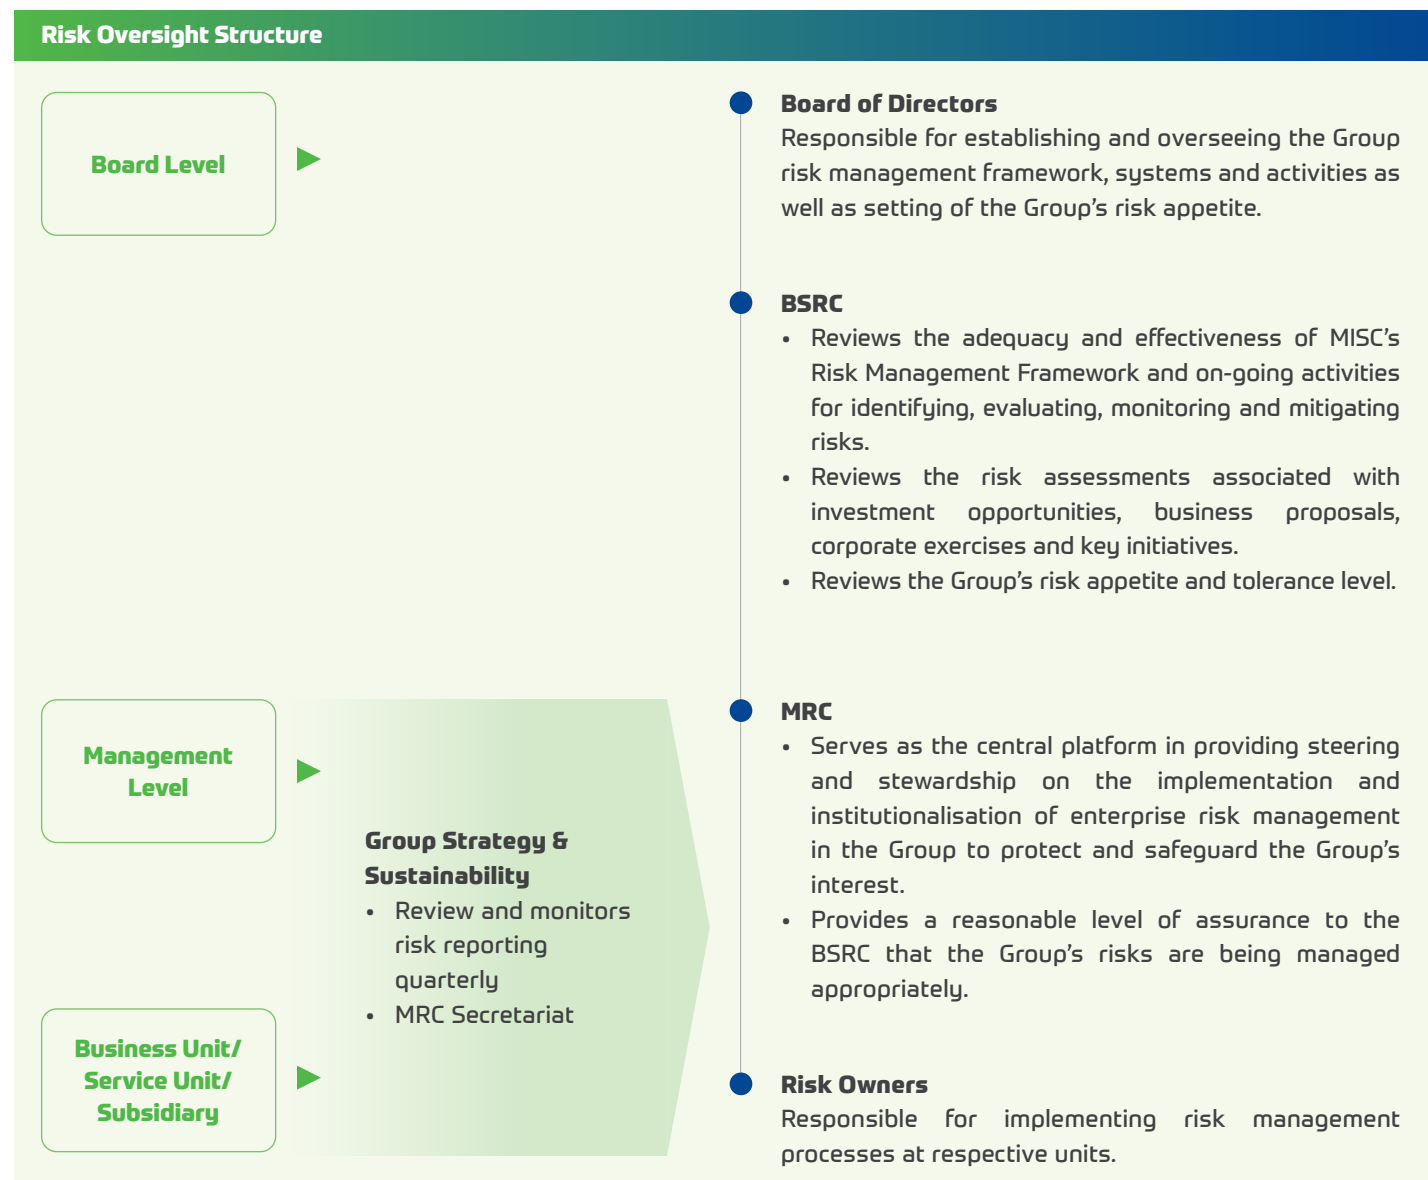 Risk Oversight Structure
Board Level
Board of Directors
Responsible for establishing and overseeing the Group
risk management framework, systems and activities as
well as setting of the Group’s risk appetite.
BSRC
• Reviews the adequacy and effectiveness of MISC’s
Risk Management Framework and on-going activities
for identifying, evaluating, monitoring and mitigating
risks.
• Reviews the risk assessments associated with
investment opportunities, business proposals,
corporate exercises and key initiatives.
• Reviews the Group’s risk appetite and tolerance level.
Management
Level
Group Strategy &
Sustainability
• Review and monitors
risk reporting
quarterly
• MRC Secretariat
MRC
• Serves as the central platform in providing steering
and stewardship on the implementation and
institutionalisation of enterprise risk management
in the Group to protect and safeguard the Group’s
interest.
• Provides a reasonable level of assurance to the
BSRC that the Group’s risks are being managed
appropriately.
Business Unit/
Service Unit/
Subsidiary
Risk Owners
Responsible for implementing risk management
processes at respective units.